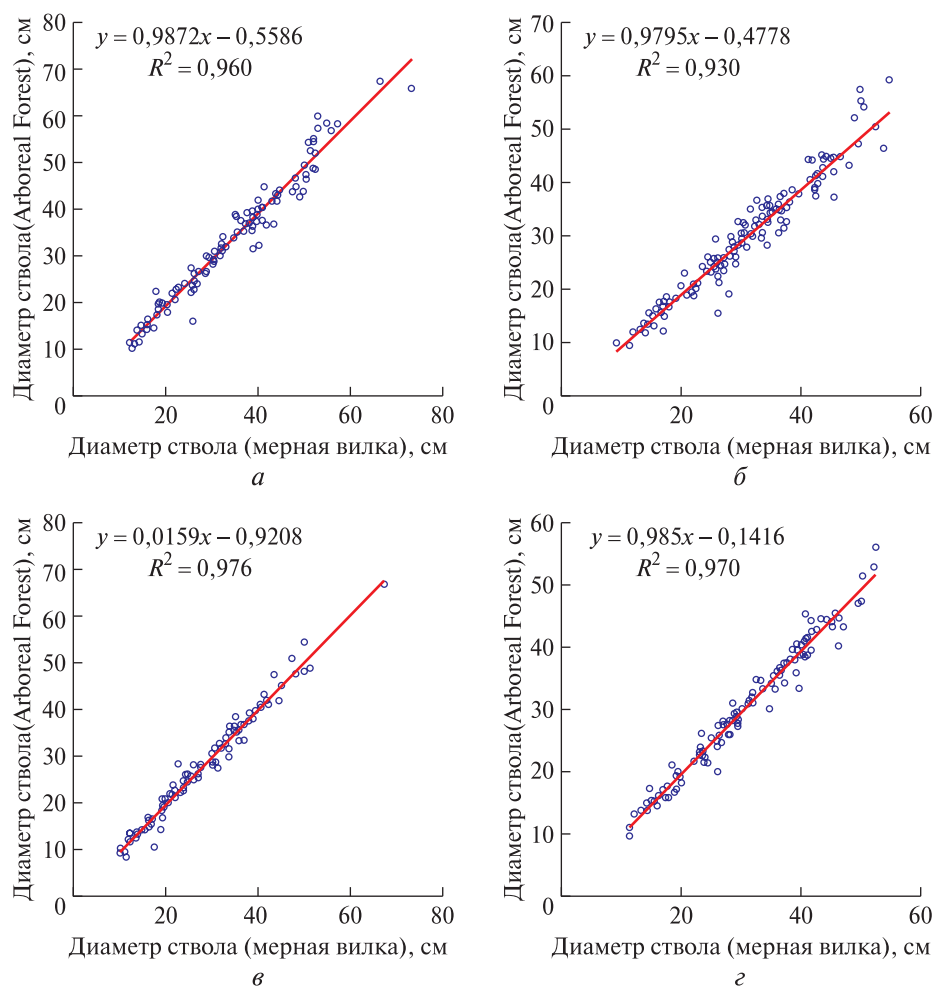 Диаметр ствола(Arboreal Forest), см
80
70
60
50
40
30
20
10
0
y = 0,9872x – 0,5586
R² = 0,960
20
40
60
80
Диаметр ствола (мерная вилка), см
а
Диаметр ствола(Arboreal Forest), см
70
60
50
40
30
20
10
0
y = 0,9795x – 0,4778
R² = 0,930
20
40
60
Диаметр ствола (мерная вилка), см
б
Диаметр ствола(Arboreal Forest), см
80
70
60
50
40
30
20
10
0
y = 0,0159x – 0,9208
R² = 0,976
20
40
60
80
Диаметр ствола (мерная вилка), см
в
Диаметр ствола(Arboreal Forest), см
60
50
40
30
20
10
0
y = 0,985x – 0,1416
R² = 0,970
20
40
60
Диаметр ствола (мерная вилка), см
г